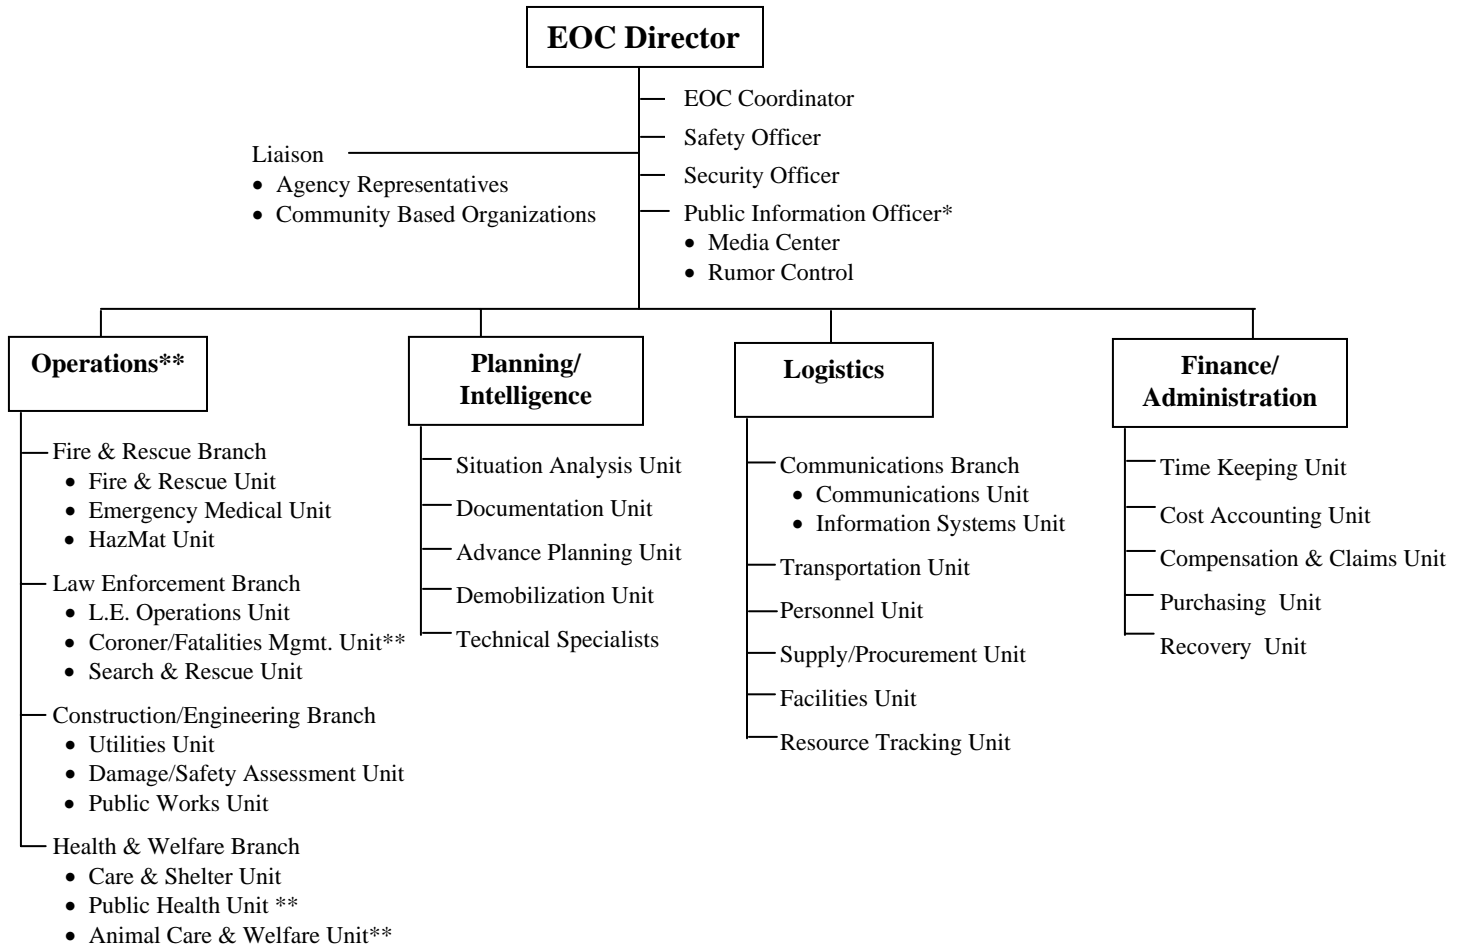 EOC Director
EOC Coordinator
Safety Officer
Security Officer
Public Information Officer*
• Media Center
• Rumor Control
Liaison
• Agency Representatives
• Community Based Organizations
Operations**
Fire & Rescue Branch
• Fire & Rescue Unit
• Emergency Medical Unit
• HazMat Unit
Law Enforcement Branch
• L.E. Operations Unit
• Coroner/Fatalities Mgmt. Unit**
• Search & Rescue Unit
Construction/Engineering Branch
• Utilities Unit
• Damage/Safety Assessment Unit
• Public Works Unit
Health & Welfare Branch
• Care & Shelter Unit
• Public Health Unit **
• Animal Care & Welfare Unit**
Planning/
Intelligence
Situation Analysis Unit
Documentation Unit
Advance Planning Unit
Demobilization Unit
Technical Specialists
Logistics
Communications Branch
• Communications Unit
• Information Systems Unit
Transportation Unit
Personnel Unit
Supply/Procurement Unit
Facilities Unit
Resource Tracking Unit
Finance/
Administration
Time Keeping Unit
Cost Accounting Unit
Compensation & Claims Unit
Purchasing Unit
Recovery Unit